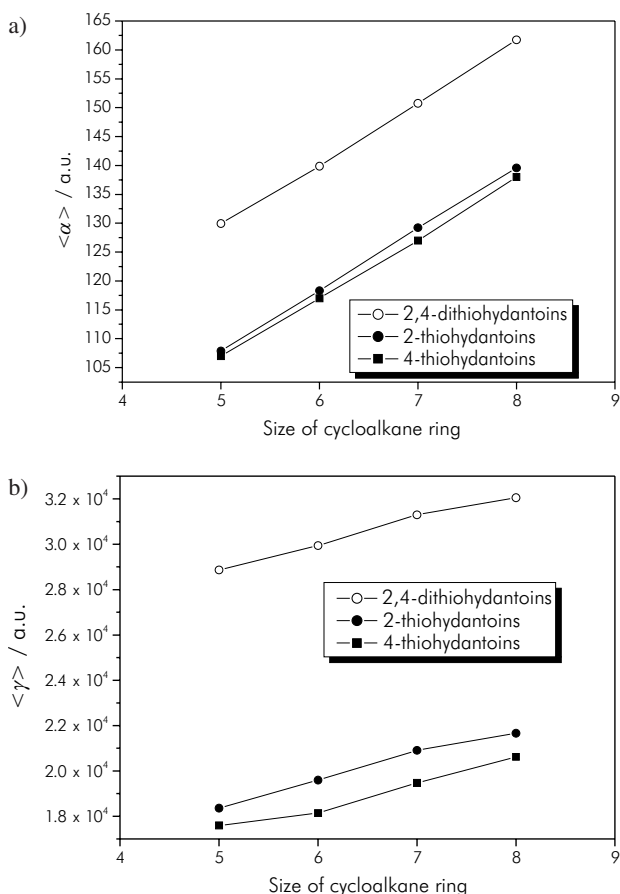 a)
165
160
155
150
145
140
135
130
125
120
115
110
105
<α> / a.u.
2,4-dithiohydantoins
2-thiohydantoins
4-thiohydantoins
4 5 6 7 8 9
Size of cycloalkane ring
b)
3.2 x 10⁴
3.0 x 10⁴
2.8 x 10⁴
2.6 x 10⁴
2.4 x 10⁴
2.2 x 10⁴
2.0 x 10⁴
1.8 x 10⁴
<γ> / a.u.
2,4-dithiohydantoins
2-thiohydantoins
4-thiohydantoins
4 5 6 7 8 9
Size of cycloalkane ring